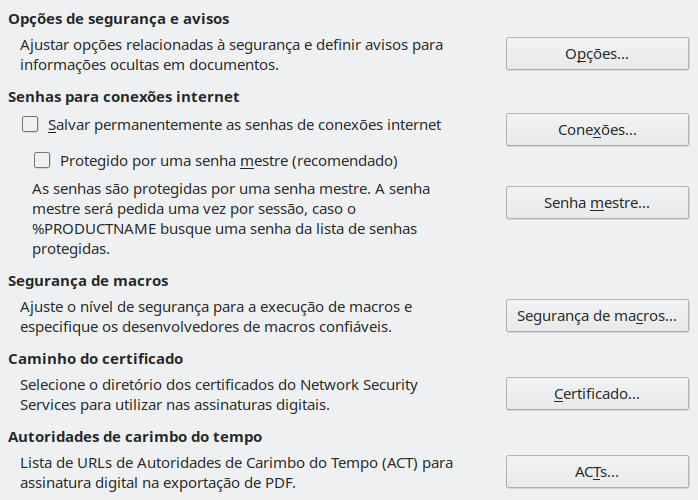 Opções de segurança e avisos
Ajustar opções relacionadas à segurança e definir avisos para
informações ocultas em documentos.
Opções...
Senhas para conexões internet
Salvar permanentemente as senhas de conexões internet
Conexões...
Protegido por uma senha mestre (recomendado)
As senhas são protegidas por uma senha mestre. A senha
mestre será pedida uma vez por sessão, caso o
%PRODUCTNAME busque uma senha da lista de senhas
protegidas.
Senha mestre...
Segurança de macros
Ajuste o nível de segurança para a execução de macros e
especifique os desenvolvedores de macros confiáveis.
Segurança de macros...
Caminho do certificado
Selecione o diretório dos certificados do Network Security
Services para utilizar nas assinaturas digitais.
Certificado...
Autoridades de carimbo do tempo
Lista de URLs de Autoridades de Carimbo do Tempo (ACT) para
assinatura digital na exportação de PDF.
ACTs...